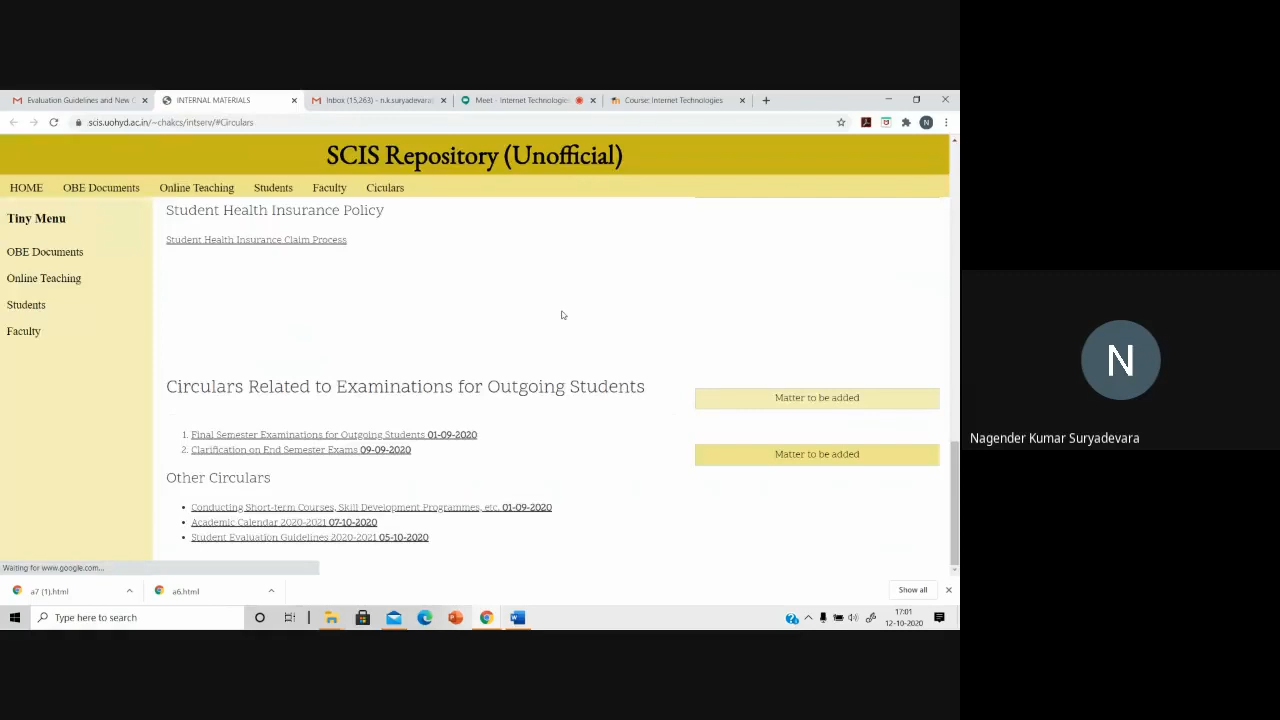 Evaluation Guidelines and New C
INTERNAL MATERIALS
Inbox (15,263) - n.k.suryadevara
Meet - Internet Technologies
Course: Internet Technologies
scis.uohyd.ac.in/~chakcs/intserv/#Circulars
N
SCIS Repository (Unofficial)
HOME OBE Documents Online Teaching Students Faculty Ciculars
Tiny Menu
OBE Documents
Online Teaching
Students
Faculty
Student Health Insurance Policy
Student Health Insurance Claim Process
Circulars Related to Examinations for Outgoing Students
1. Final Semester Examinations for Outgoing Students 01-09-2020
2. Clarification on End Semester Exams 09-09-2020
Other Circulars
• Conducting Short-term Courses, Skill Development Programmes, etc. 01-09-2020
• Academic Calendar 2020-2021 07-10-2020
• Student Evaluation Guidelines 2020-2021 05-10-2020
Matter to be added
Matter to be added
Waiting for www.google.com...
a7 (1).html
a6.html
Show all
Type here to search
17:01
12-10-2020
N
Nagender Kumar Suryadevara